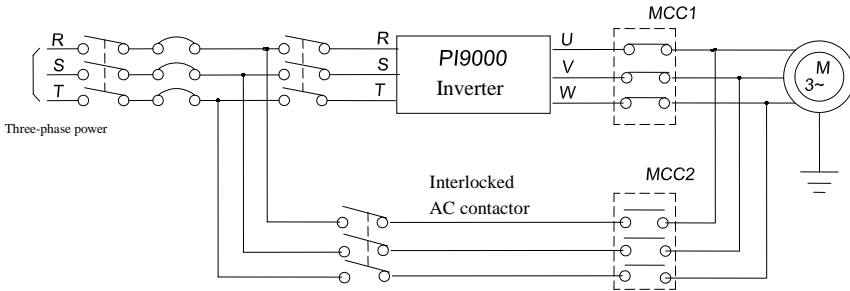 MCC1
R
S
T
Three-phase power
R
S
T
PI9000
Inverter
U
V
W
M
3~
MCC2
Interlocked
AC contactor